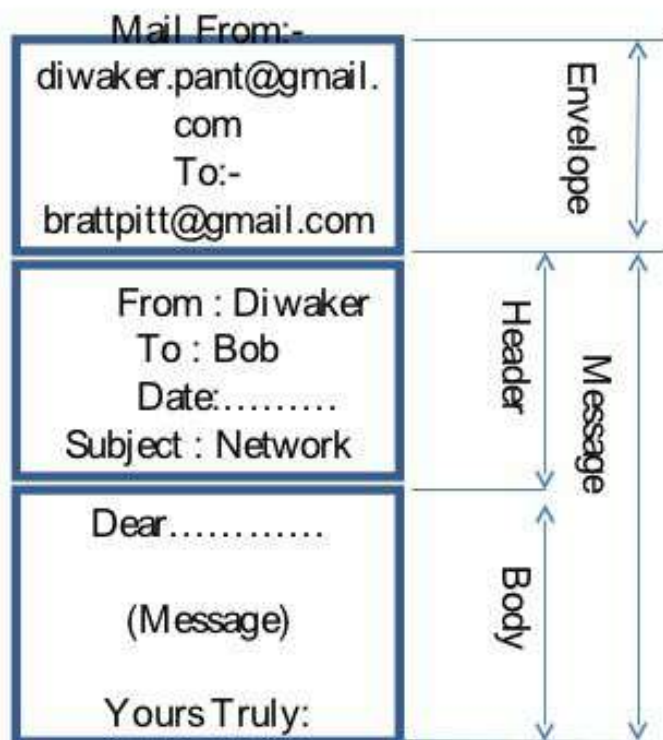 Mail From:-
diwaker.pant@gmail.
com
To:-
brattpitt@gmail.com
Envelope
From : Diwaker
To : Bob
Date:..........
Subject : Network
Header
Message
Dear............
(Message)
Yours Truly:
Body